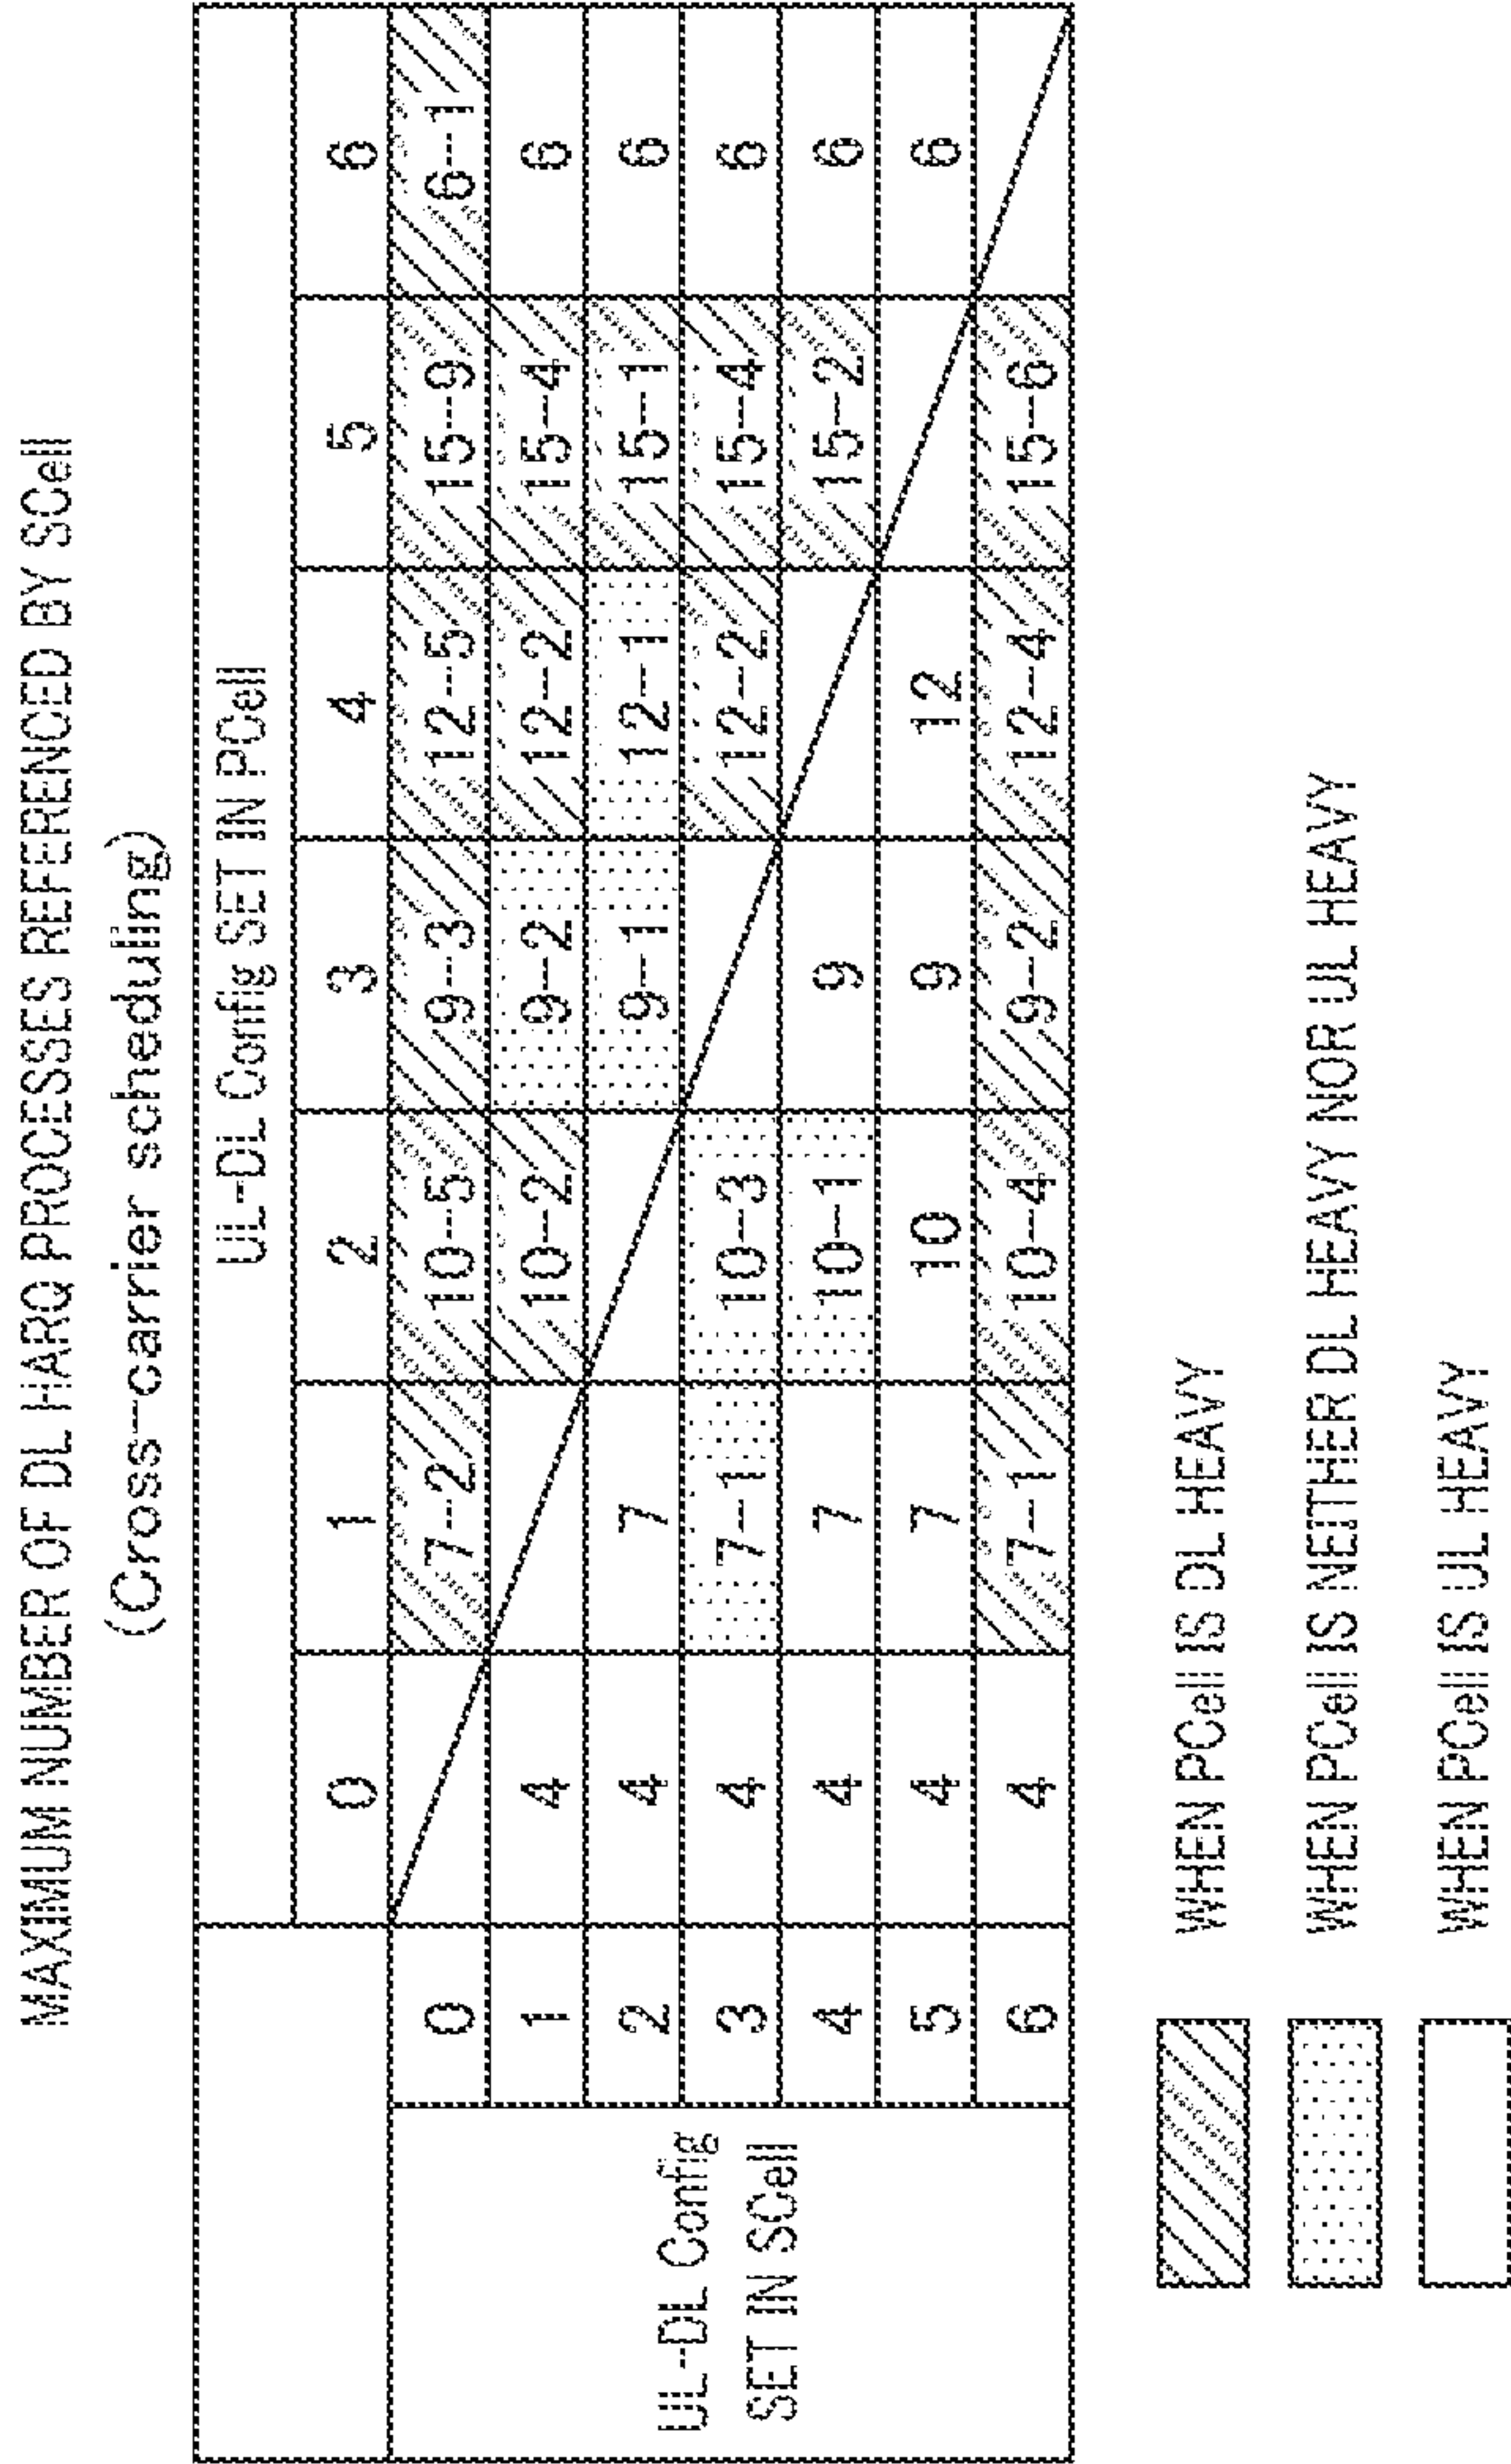 MAXIMUM NUMBER OF DL HARQ PROCESSES REFERENCED BY SCell
(Cross-carrier scheduling)
UL-DL Config SET IN PCell
0 1 2 3 4 5 6
UL-DL Config
SET IN SCell
0 7-2 10-5 9-3 12-5 15-9 6-1
1 4 10-2 9-2 12-2 15-4 6
2 4 7 9-1 12-1 15-1 6
3 4 7-1 10-3 12-2 15-4 6
4 4 7 10-1 9 15-2 6
5 4 7 10 9 12 6
6 4 7-1 10-4 9-2 12-4 15-6
WHEN PCell IS DL HEAVY
WHEN PCell IS NEITHER DL HEAVY NOR UL HEAVY
WHEN PCell IS UL HEAVY